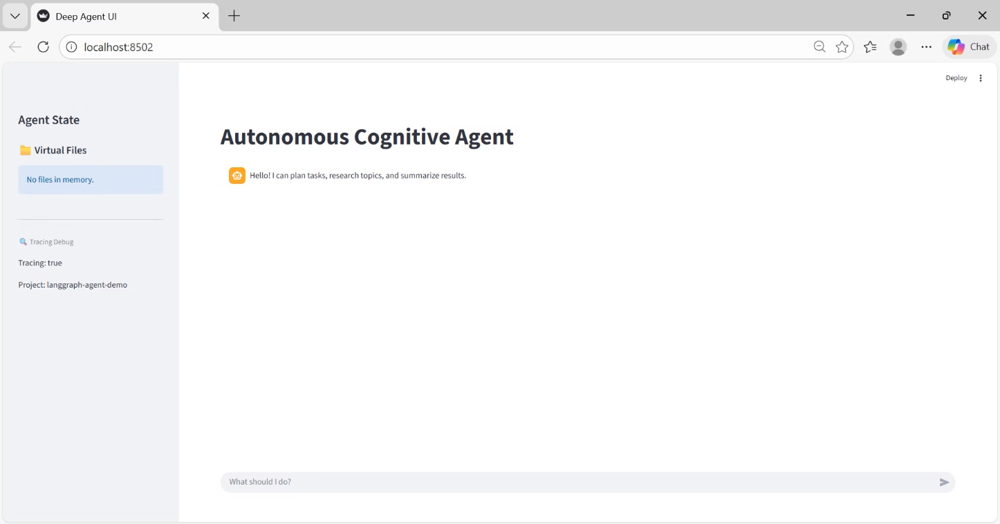 Deep Agent UI
localhost:8502
Chat
Deploy
Agent State
Virtual Files
No files in memory.
Tracing Debug
Tracing: true
Project: langgraph-agent-demo
Autonomous Cognitive Agent
Hello! I can plan tasks, research topics, and summarize results.
What should I do?